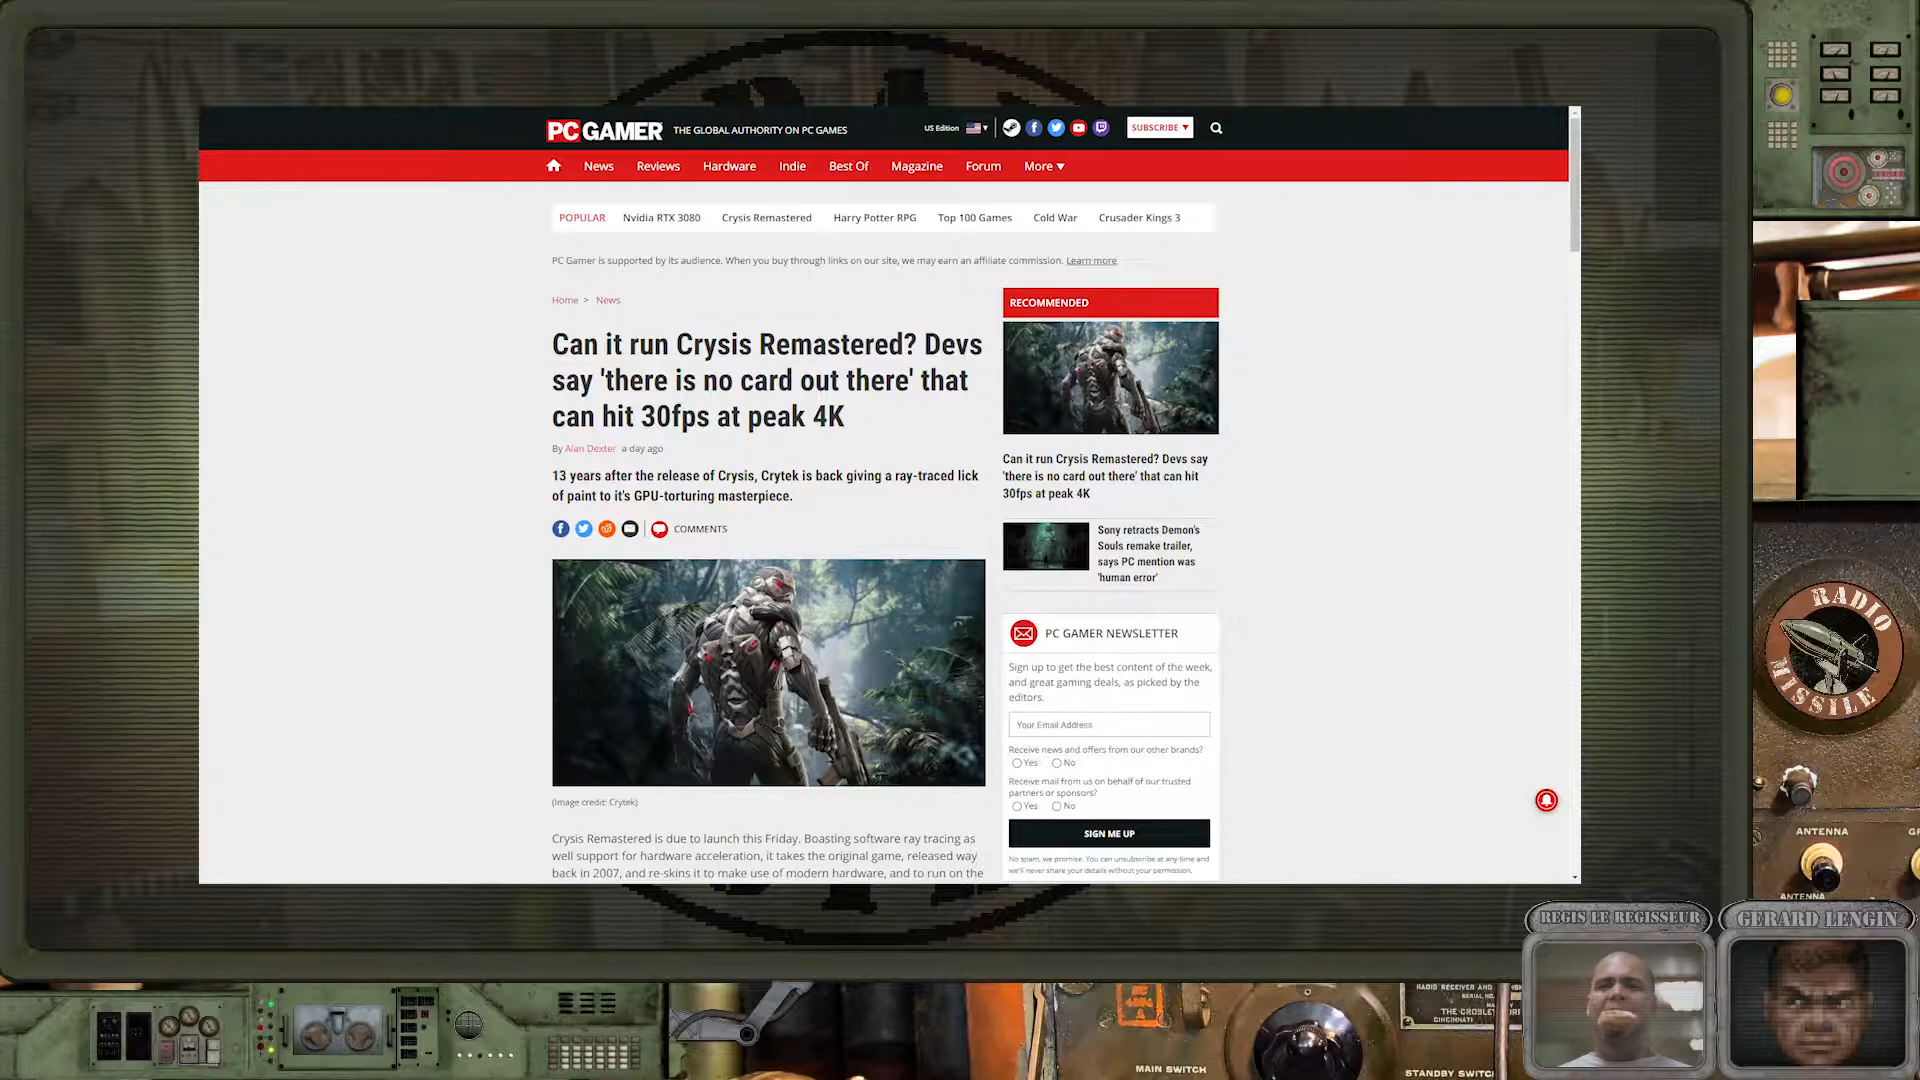 PC GAMER THE GLOBAL AUTHORITY ON PC GAMES
US Edition
SUBSCRIBE
News Reviews Hardware Indie Best Of Magazine Forum More
POPULAR Nvidia RTX 3080 Crysis Remastered Harry Potter RPG Top 100 Games Cold War Crusader Kings 3
PC Gamer is supported by its audience. When you buy through links on our site, we may earn an affiliate commission. Learn more
Home > News
Can it run Crysis Remastered? Devs
say 'there is no card out there' that
can hit 30fps at peak 4K
By Alan Dexter a day ago
13 years after the release of Crysis, Crytek is back giving a ray-traced lick
of paint to it's GPU-torturing masterpiece.
COMMENTS
(Image credit: Crytek)
Crysis Remastered is due to launch this Friday. Boasting software ray tracing as
well support for hardware acceleration, it takes the original game, released way
back in 2007, and re-skins it to make use of modern hardware, and to run on the
RECOMMENDED
Can it run Crysis Remastered? Devs say
'there is no card out there' that can hit
30fps at peak 4K
Sony retracts Demon's
Souls remake trailer,
says PC mention was
'human error'
PC GAMER NEWSLETTER
Sign up to get the best content of the week,
and great gaming deals, as picked by the
editors.
Your Email Address
Receive news and offers from our other brands?
Yes No
Receive mail from us on behalf of our trusted
partners or sponsors?
Yes No
SIGN ME UP
No spam, we promise. You can unsubscribe at any time and
we'll never share your details without your permission.
RADIO
MISSILE
ANTENNA
ANTENNA
REGIS LE REGISSEUR
GERARD LENGIN
RADIO RECEIVER AND
SERIAL NO.
THE CROSLEY
CINCINNATI
MAIN SWITCH
STANDBY SWITC